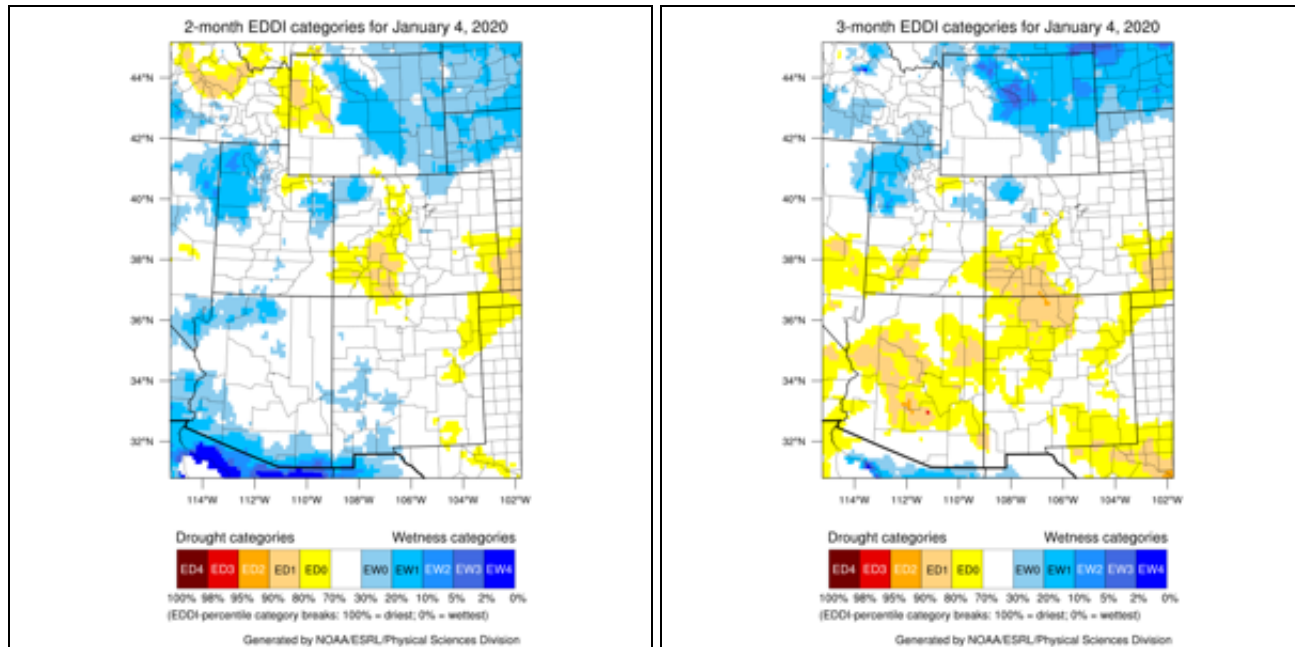 2-month EDDI categories for January 4, 2020
44°N
42°N
40°N
38°N
36°N
34°N
32°N
114°W 112°W 110°W 108°W 106°W 104°W 102°W
Drought categories Wetness categories
ED4 ED3 ED2 ED1 ED0 EW0 EW1 EW2 EW3 EW4
100% 98% 95% 90% 80% 70% 30% 20% 10% 5% 2% 0%
(EDDI-percentile category breaks: 100% = driest; 0% = wettest)
Generated by NOAA/ESRL/Physical Sciences Division
3-month EDDI categories for January 4, 2020
44°N
42°N
40°N
38°N
36°N
34°N
32°N
114°W 112°W 110°W 108°W 106°W 104°W 102°W
Drought categories Wetness categories
ED4 ED3 ED2 ED1 ED0 EW0 EW1 EW2 EW3 EW4
100% 98% 95% 90% 80% 70% 30% 20% 10% 5% 2% 0%
(EDDI-percentile category breaks: 100% = driest; 0% = wettest)
Generated by NOAA/ESRL/Physical Sciences Division